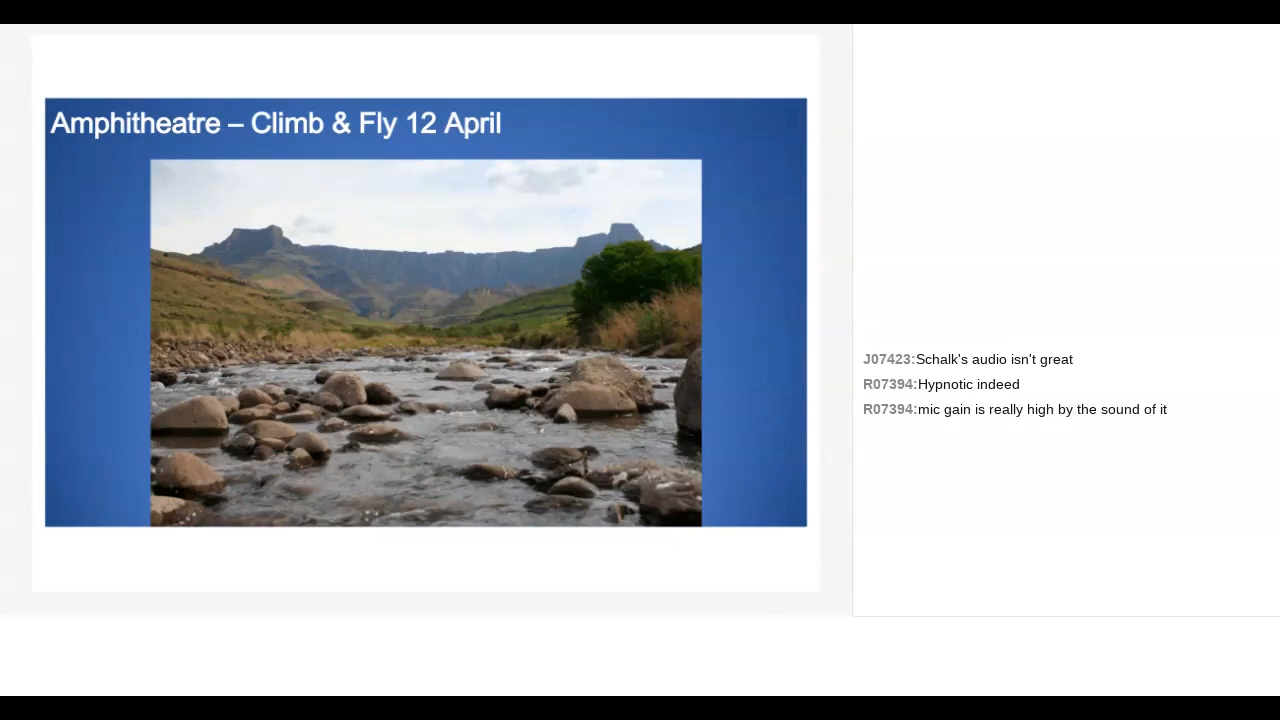 Amphitheatre – Climb & Fly 12 April
J07423:Schalk's audio isn't great
R07394:Hypnotic indeed
R07394:mic gain is really high by the sound of it